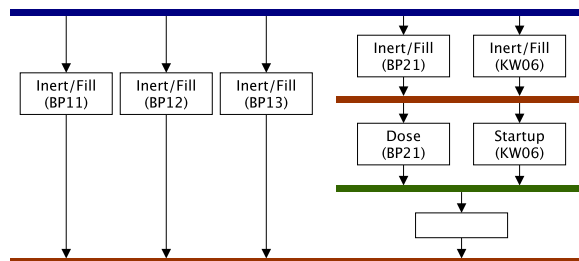 Inert/Fill
(BP21)
Inert/Fill
(KW06)
Inert/Fill
(BP11)
Inert/Fill
(BP12)
Inert/Fill
(BP13)
Dose
(BP21)
Startup
(KW06)